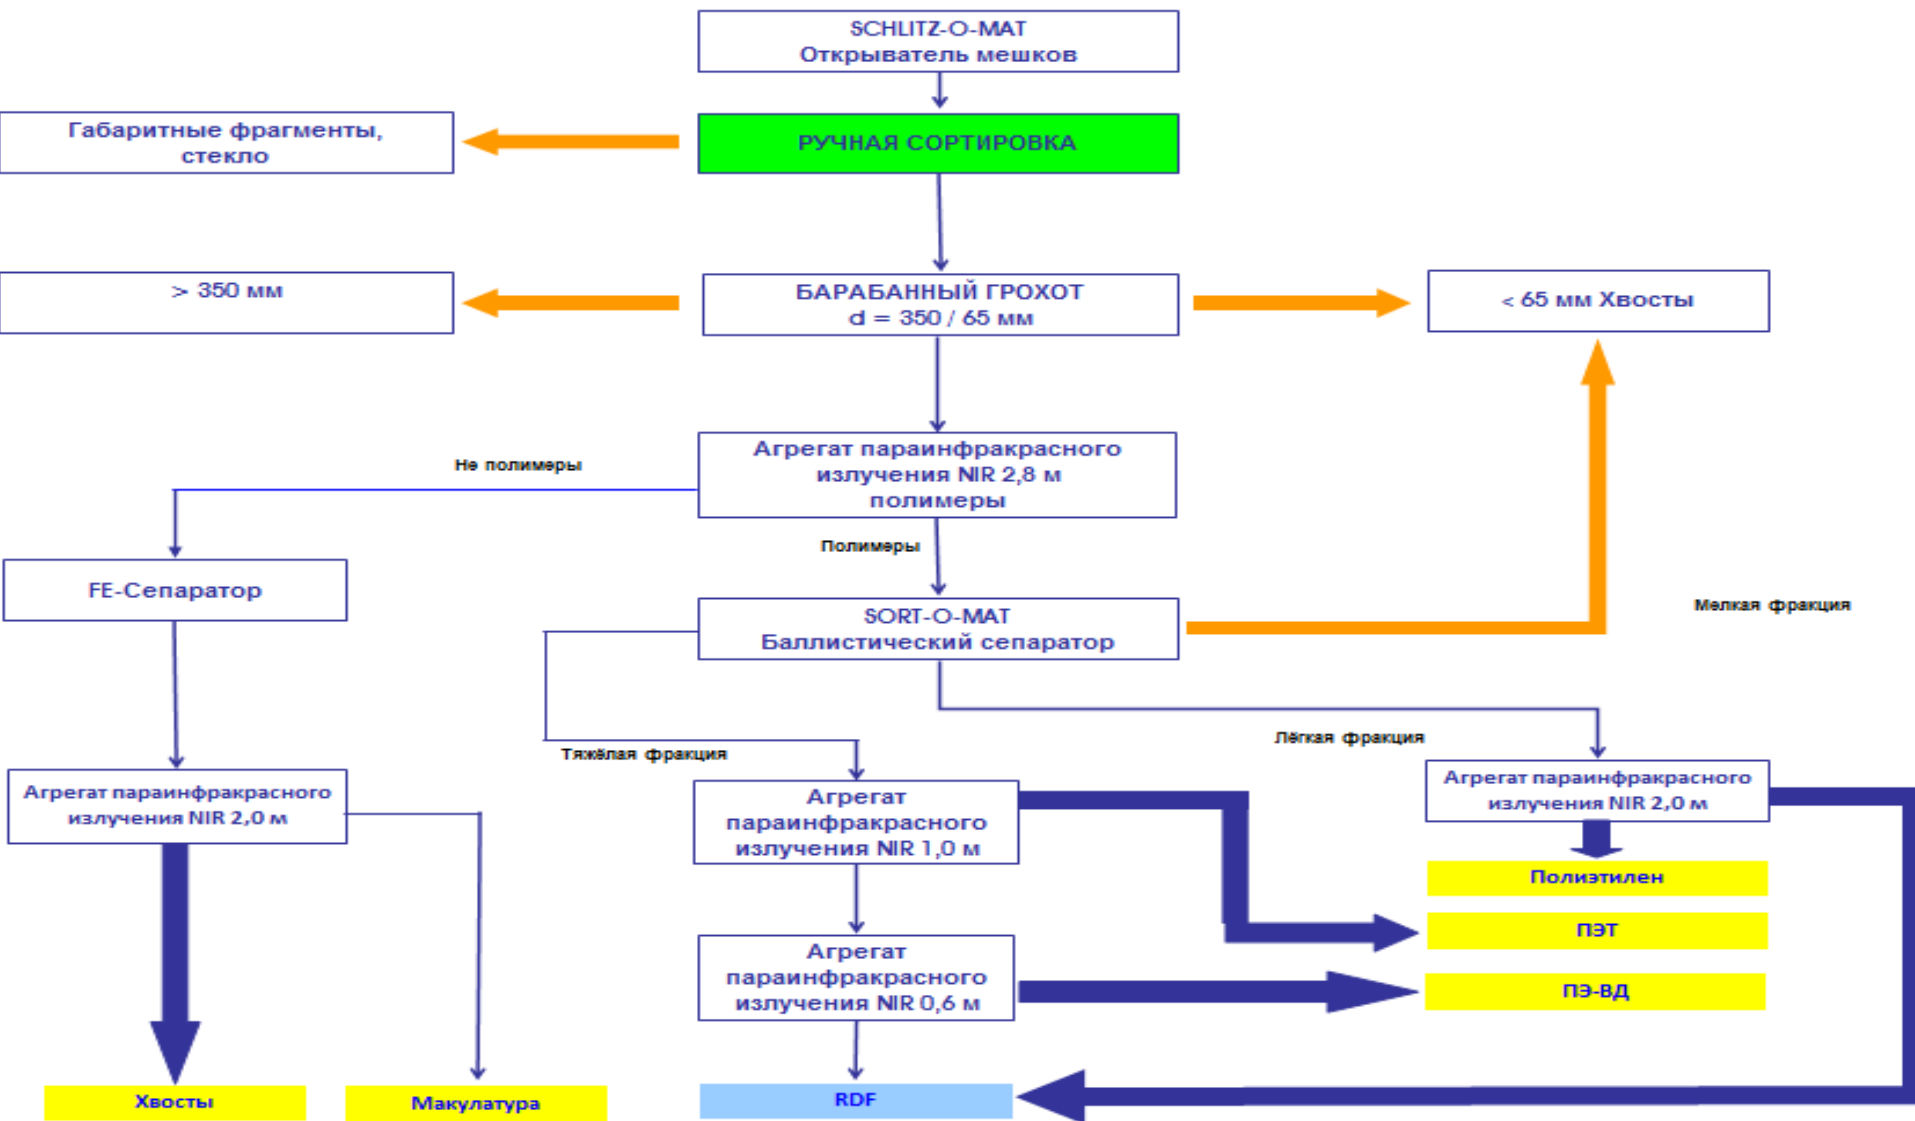 SCHLITZ-O-MAT
Открыватель мешков
Габаритные фрагменты,
стекло
РУЧНАЯ СОРТИРОВКА
> 350 мм
БАРАБАННЫЙ ГРОХОТ
d = 350 / 65 мм
< 65 мм Хвосты
Не полимеры
Агрегат параинфракрасного
излучения NIR 2,8 м
полимеры
Полимеры
FE-Сепаратор
SORT-O-MAT
Баллистический сепаратор
Мелкая фракция
Тяжёлая фракция
Лёгкая фракция
Агрегат параинфракрасного
излучения NIR 2,0 м
Агрегат
параинфракрасного
излучения NIR 1,0 м
Агрегат параинфракрасного
излучения NIR 2,0 м
Полиэтилен
ПЭТ
Агрегат
параинфракрасного
излучения NIR 0,6 м
ПЭ-ВД
Хвосты
Макулатура
RDF